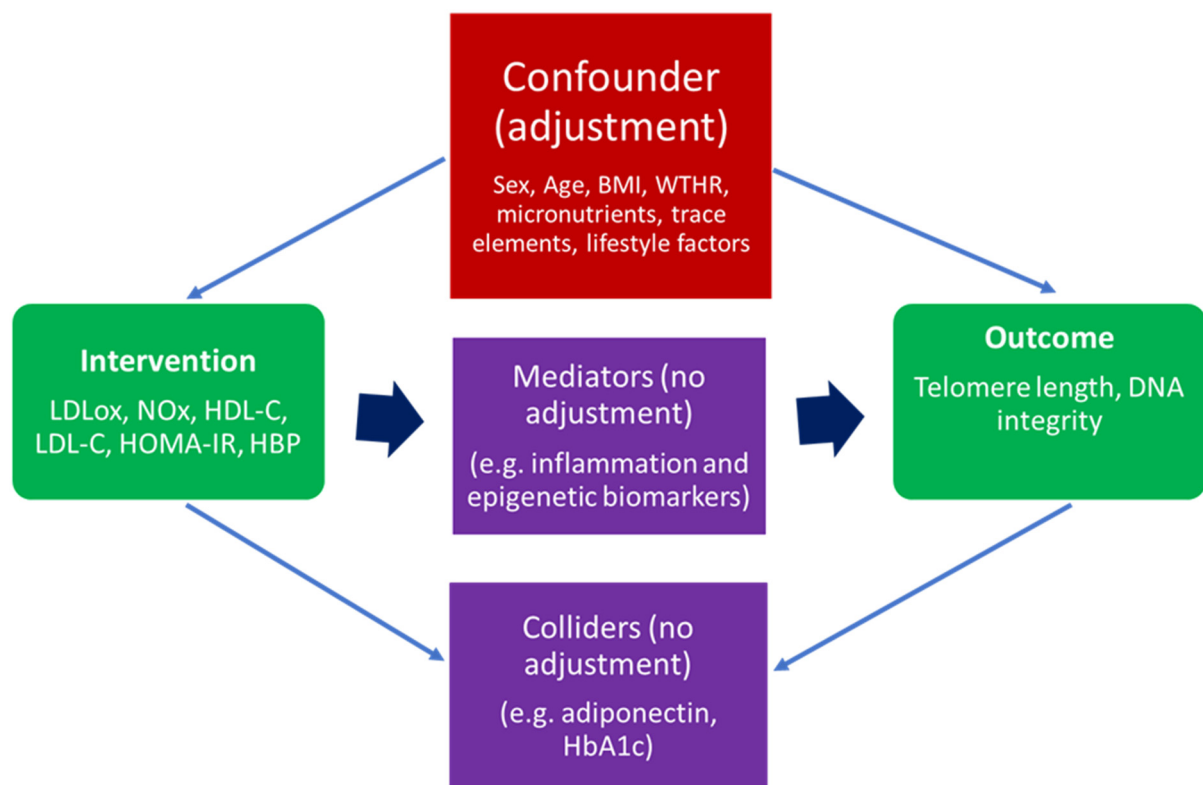 Confounder
(adjustment)
Sex, Age, BMI, WTHR,
micronutrients, trace
elements, lifestyle factors
Intervention
LDLox, NOx, HDL-C,
LDL-C, HOMA-IR, HBP
Mediators (no
adjustment)
(e.g. inflammation and
epigenetic biomarkers)
Outcome
Telomere length, DNA
integrity
Colliders (no
adjustment)
(e.g. adiponectin,
HbA1c)